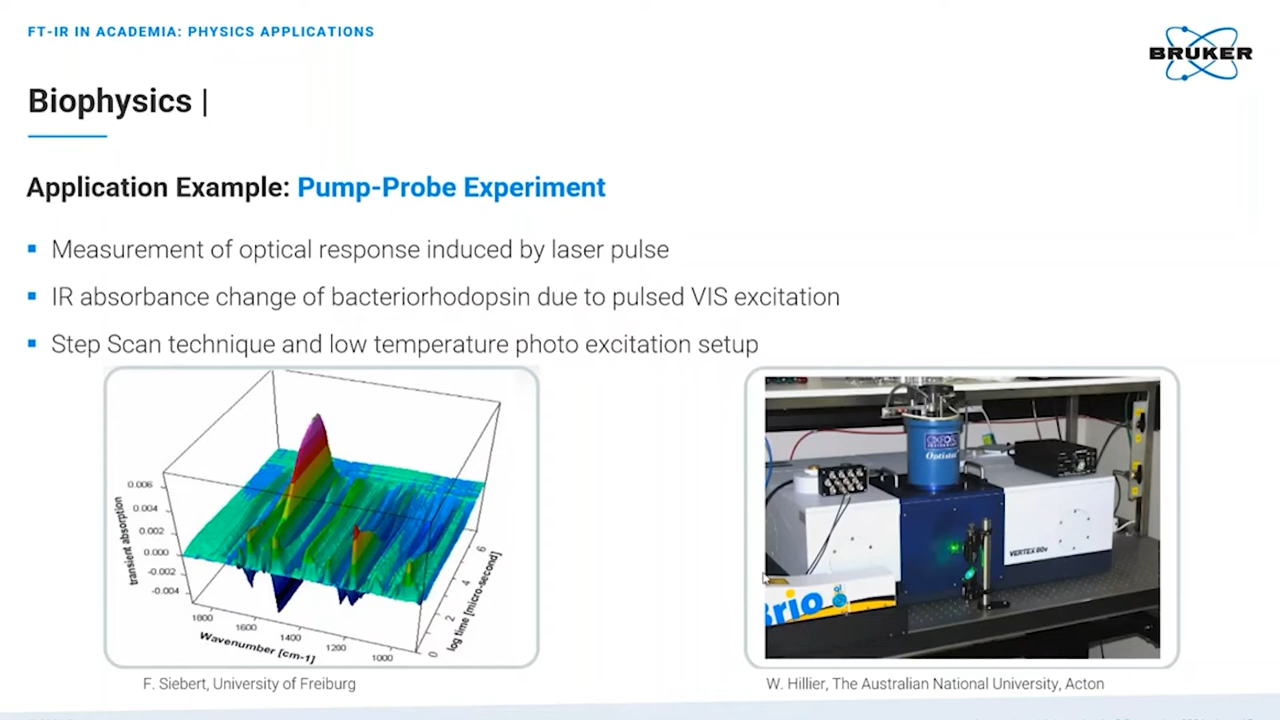 FT-IR IN ACADEMIA: PHYSICS APPLICATIONS
BRUKER
Biophysics |
Application Example: Pump-Probe Experiment
Measurement of optical response induced by laser pulse
IR absorbance change of bacteriorhodopsin due to pulsed VIS excitation
Step Scan technique and low temperature photo excitation setup
0.006
0.004
0.002
0.000
-0.002
-0.004
transient absorption
1800
1600
1400
1200
1000
Wavenumber [cm-1]
0
2
4
6
log time [micro-second]
OXFORD
VERTEX 80v
F. Siebert, University of Freiburg
W. Hillier, The Australian National University, Acton